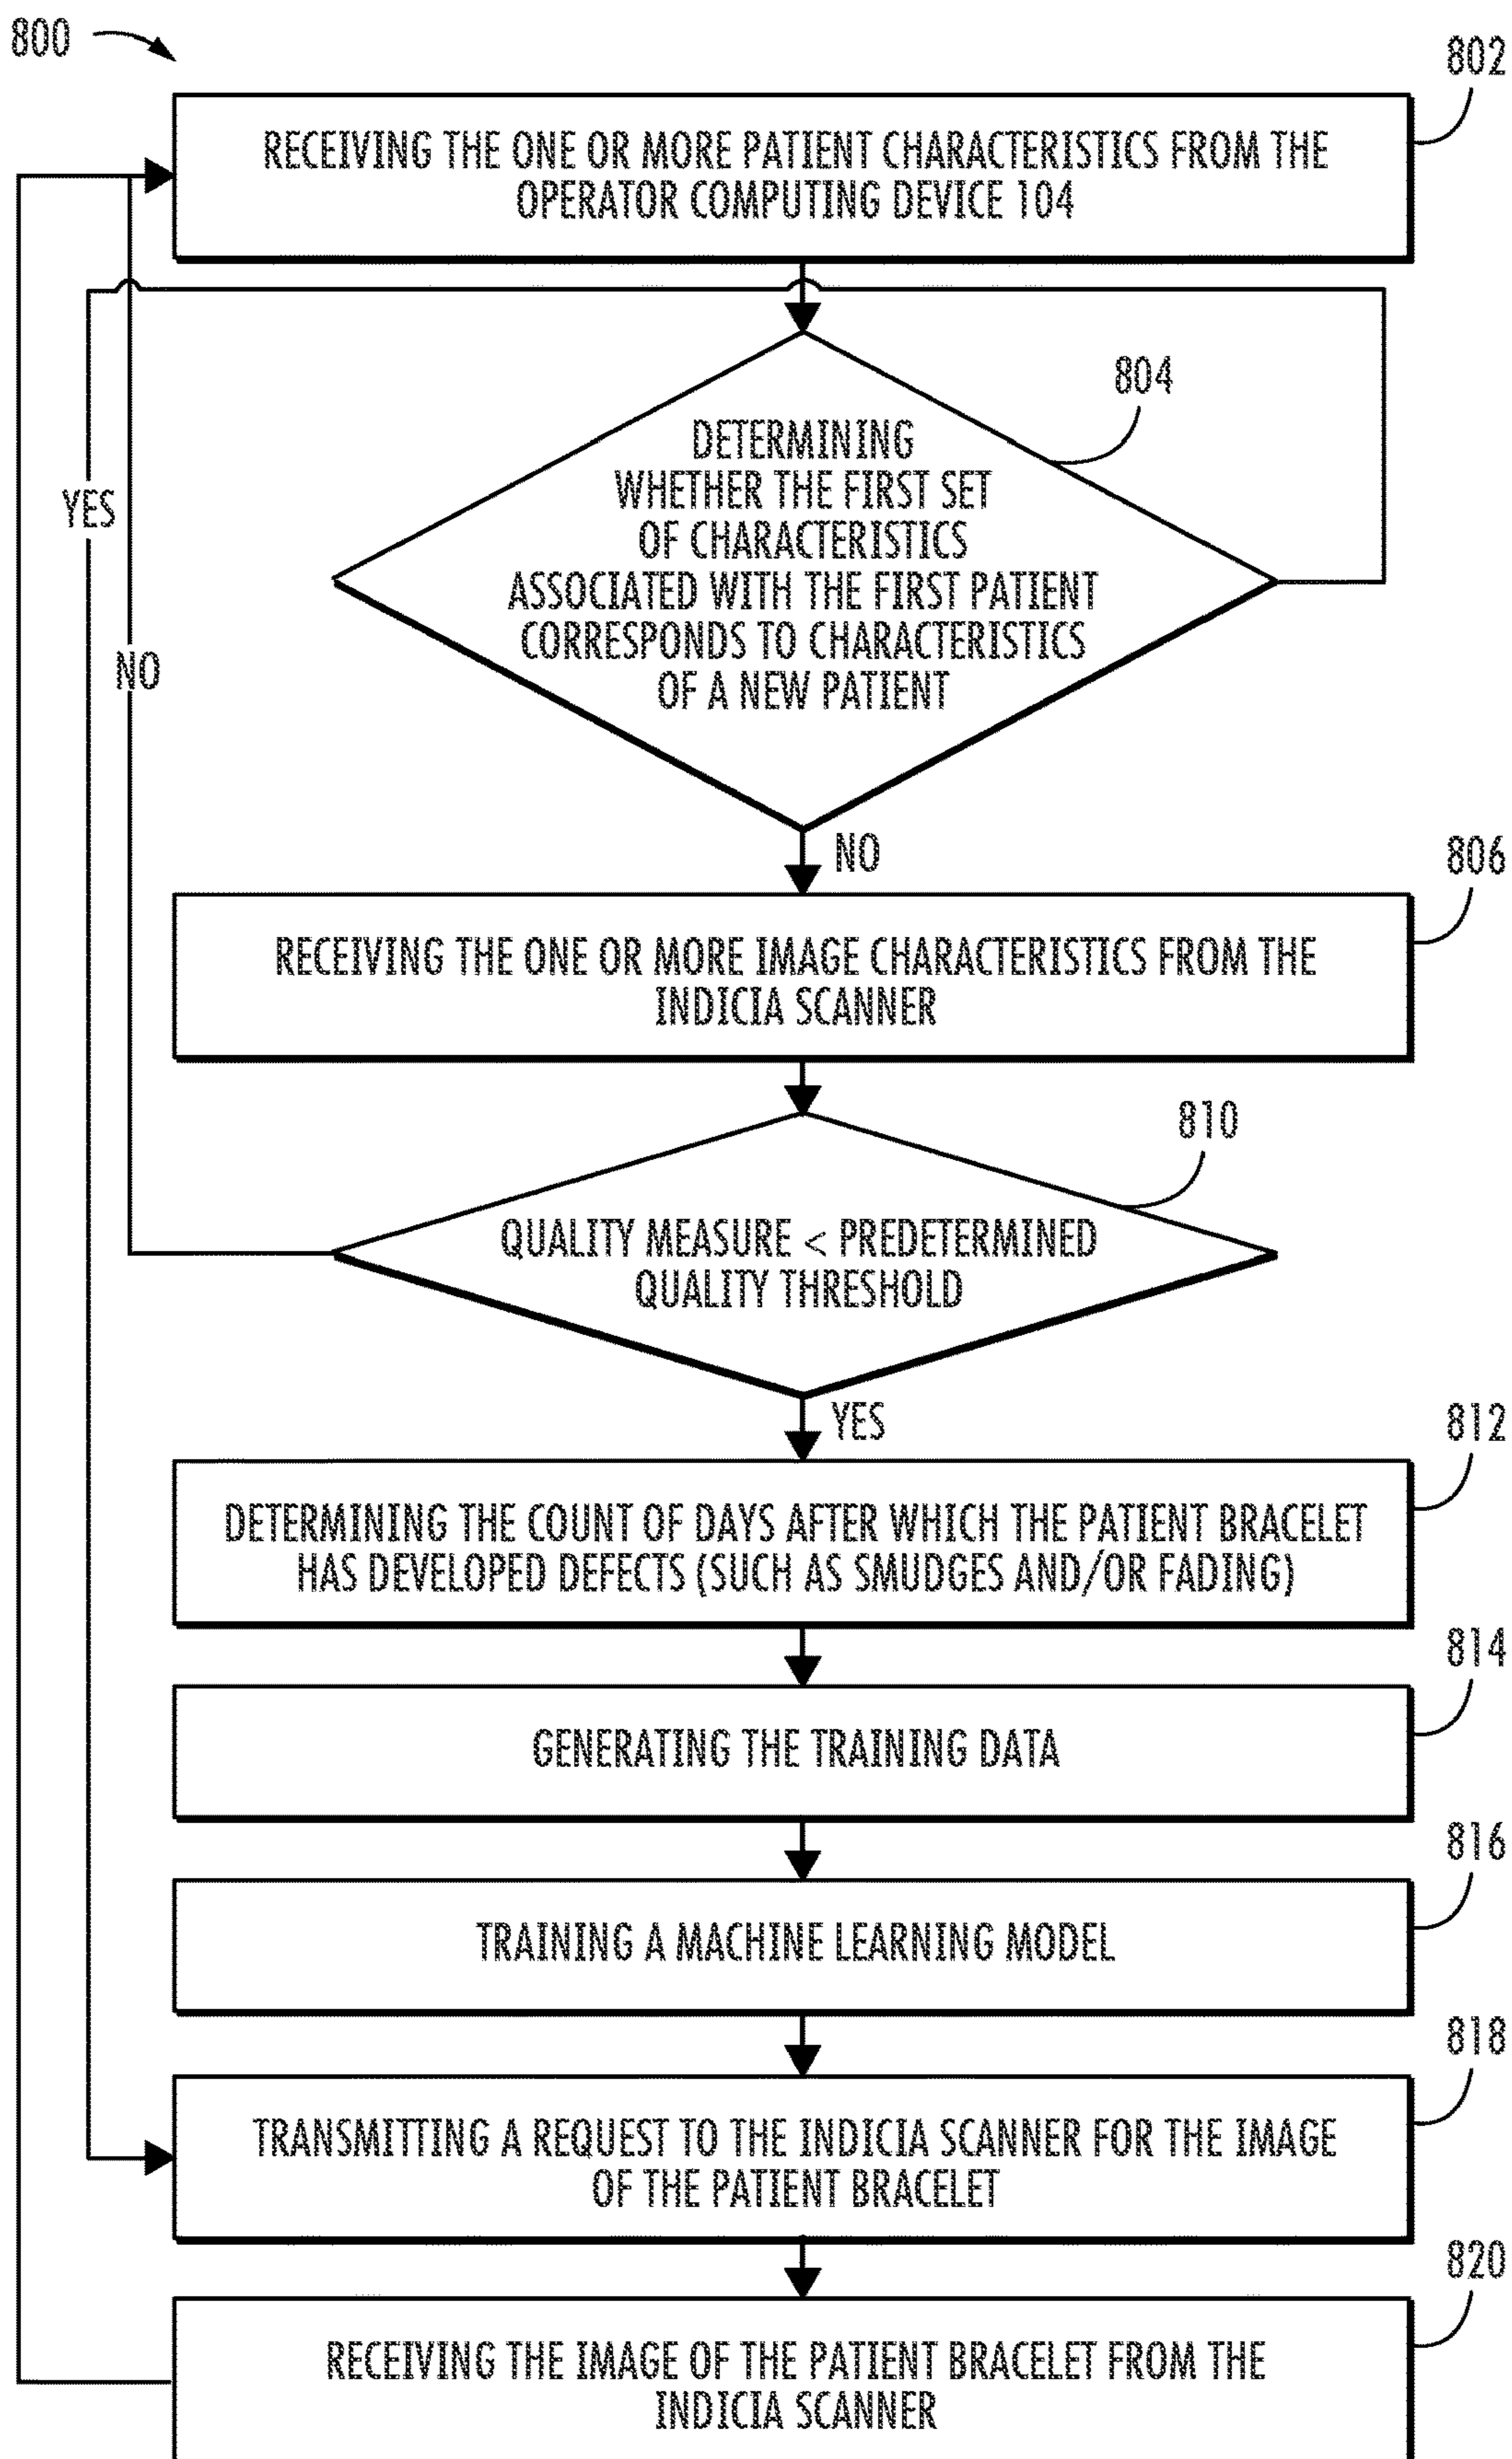 800
802
RECEIVING THE ONE OR MORE PATIENT CHARACTERISTICS FROM THE
OPERATOR COMPUTING DEVICE 104
804
DETERMINING
WHETHER THE FIRST SET
OF CHARACTERISTICS
ASSOCIATED WITH THE FIRST PATIENT
CORRESPONDS TO CHARACTERISTICS
OF A NEW PATIENT
YES
NO
NO
806
RECEIVING THE ONE OR MORE IMAGE CHARACTERISTICS FROM THE
INDICIA SCANNER
810
QUALITY MEASURE < PREDETERMINED
QUALITY THRESHOLD
YES
812
DETERMINING THE COUNT OF DAYS AFTER WHICH THE PATIENT BRACELET
HAS DEVELOPED DEFECTS (SUCH AS SMUDGES AND/OR FADING)
814
GENERATING THE TRAINING DATA
816
TRAINING A MACHINE LEARNING MODEL
818
TRANSMITTING A REQUEST TO THE INDICIA SCANNER FOR THE IMAGE
OF THE PATIENT BRACELET
820
RECEIVING THE IMAGE OF THE PATIENT BRACELET FROM THE
INDICIA SCANNER